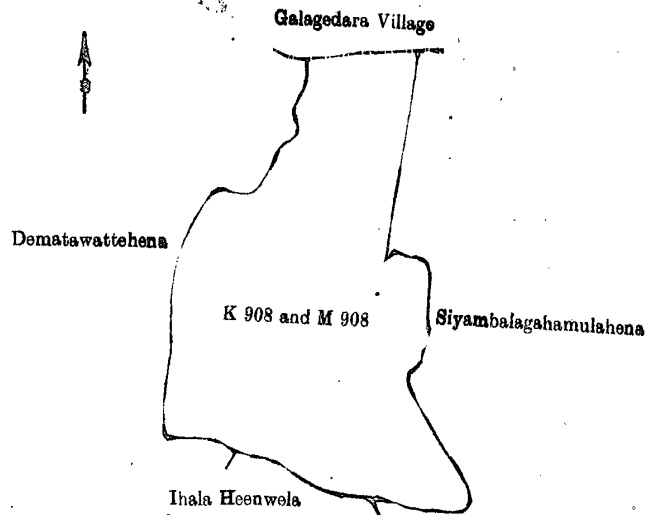 Galagedara Village
Dematawattehena
K 908 and M 908
Siyambalagahamulahena
Ihala Heenwela